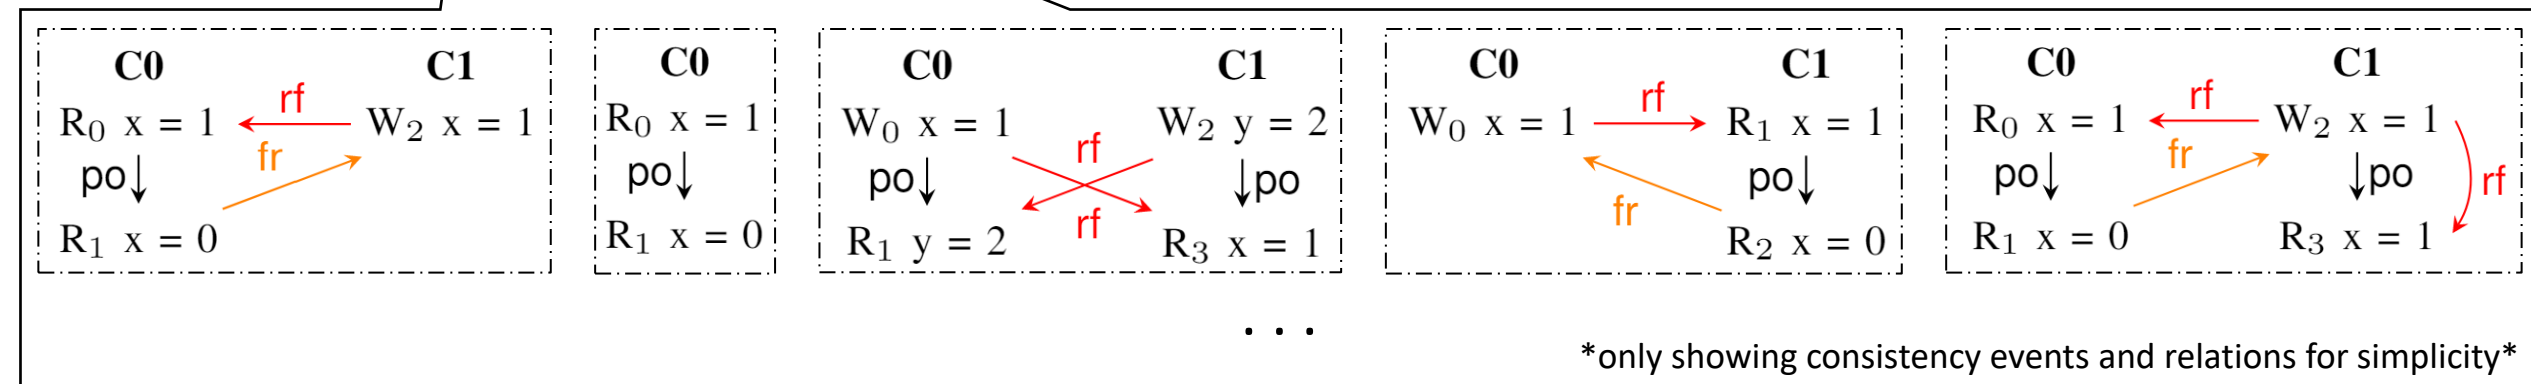 C0 C1
R₀ x = 1 rf W₂ x = 1
po fr
R₁ x = 0
C0
R₀ x = 1
po
R₁ x = 0
C0 C1
W₀ x = 1 W₂ y = 2
rf
po po
rf
R₁ y = 2 R₃ x = 1
C0 C1
W₀ x = 1 rf R₁ x = 1
po
fr
R₂ x = 0
C0 C1
R₀ x = 1 rf W₂ x = 1
po fr po rf
R₁ x = 0 R₃ x = 1
. . .
*only showing consistency events and relations for simplicity*